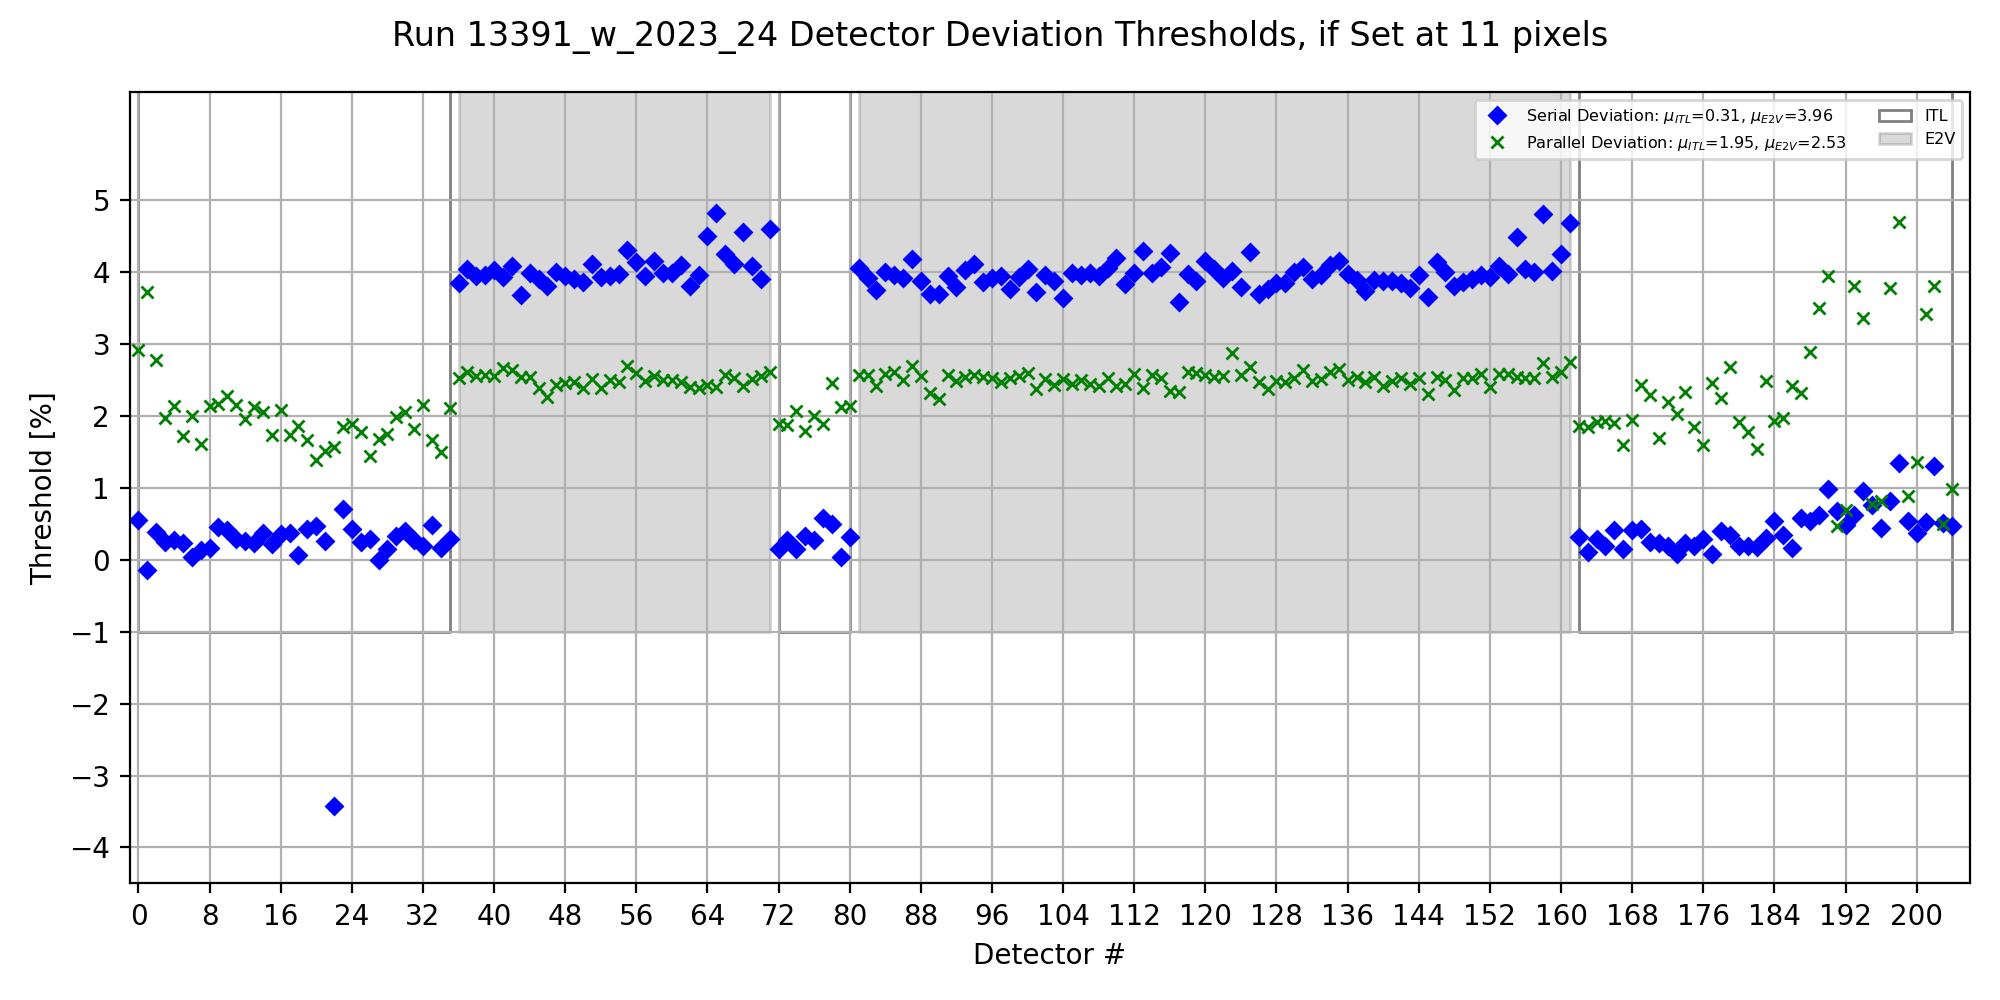 Run 13391_w_2023_24 Detector Deviation Thresholds, if Set at 11 pixels
Serial Deviation: μITL=0.31, μE2V=3.96
Parallel Deviation: μITL=1.95, μE2V=2.53
ITL
E2V
Threshold [%]
5
4
3
2
1
0
−1
−2
−3
−4
0 8 16 24 32 40 48 56 64 72 80 88 96 104 112 120 128 136 144 152 160 168 176 184 192 200
Detector #